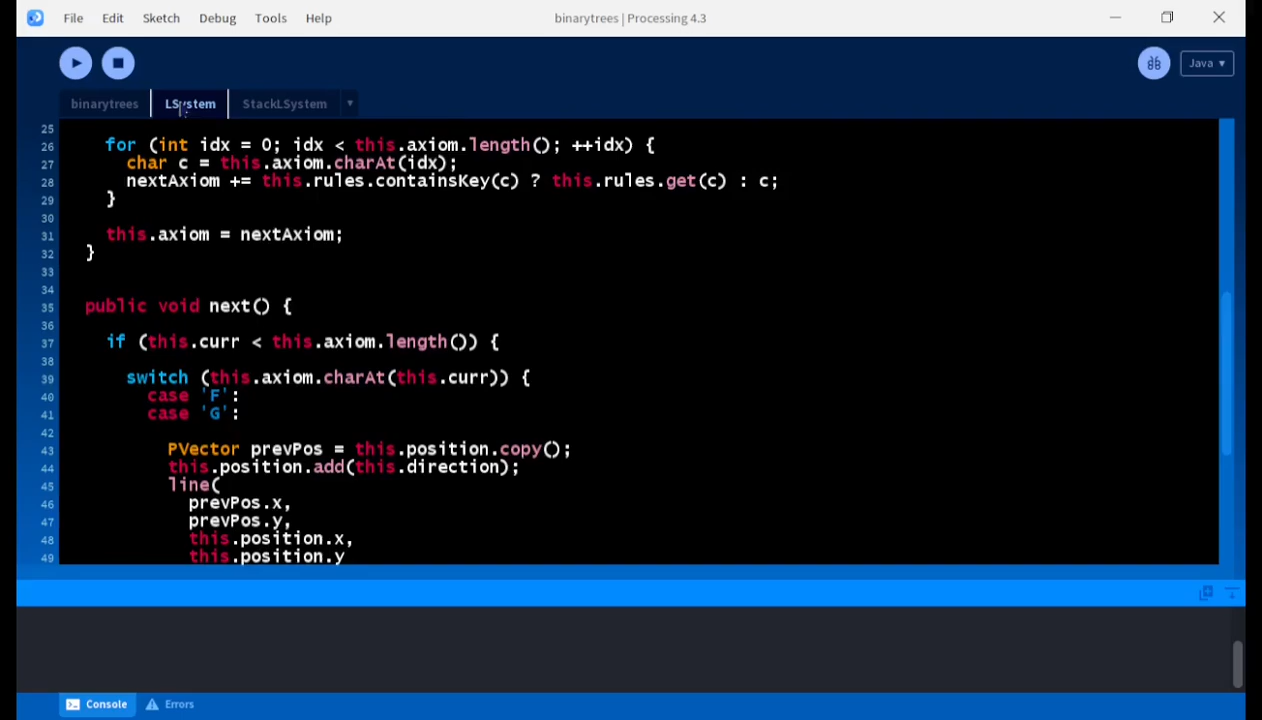 File Edit Sketch Debug Tools Help binarytrees | Processing 4.3
Java ▾
binarytrees LSystem StackLSystem ▾
25
26 for (int idx = 0; idx < this.axiom.length(); ++idx) {
27 char c = this.axiom.charAt(idx);
28 nextAxiom += this.rules.containsKey(c) ? this.rules.get(c) : c;
29 }
30
31 this.axiom = nextAxiom;
32 }
33
34
35 public void next() {
36
37 if (this.curr < this.axiom.length()) {
38
39 switch (this.axiom.charAt(this.curr)) {
40 case 'F':
41 case 'G':
42
43 PVector prevPos = this.position.copy();
44 this.position.add(this.direction);
45 line(
46 prevPos.x,
47 prevPos.y,
48 this.position.x,
49 this.position.y
Console Errors